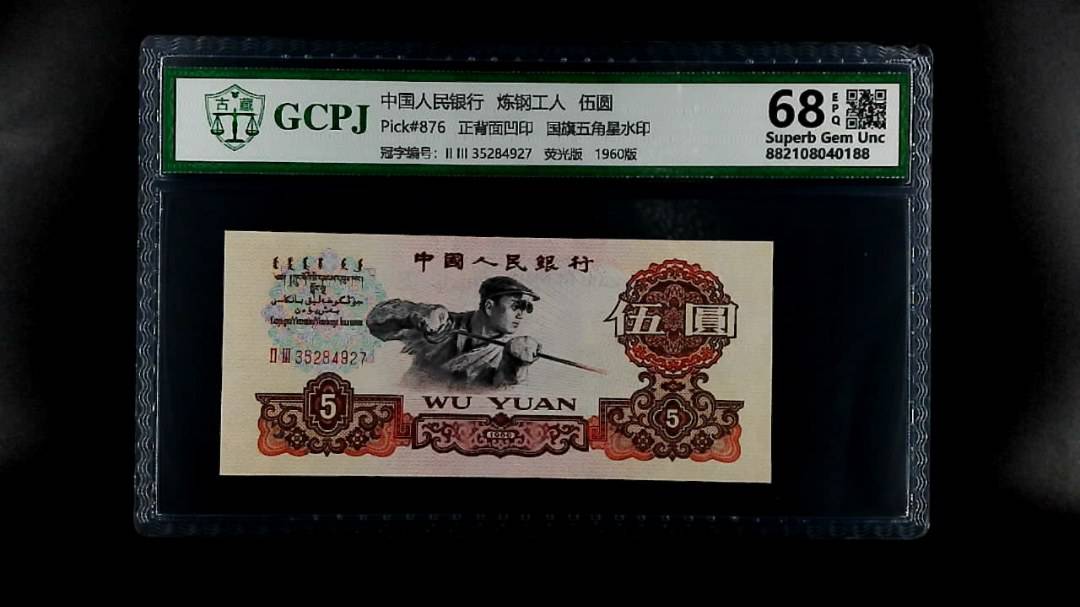 古藏
GCPJ
中国人民银行 炼钢工人 伍圆
Pick#876 正背面凹印 国旗五角星水印
冠字编号：II III 35284927 荧光版 1960版
68 EPQ
Superb Gem Unc
882108040188
中國人民銀行
伍圓
II III 35284927
WU YUAN
5
1960
5